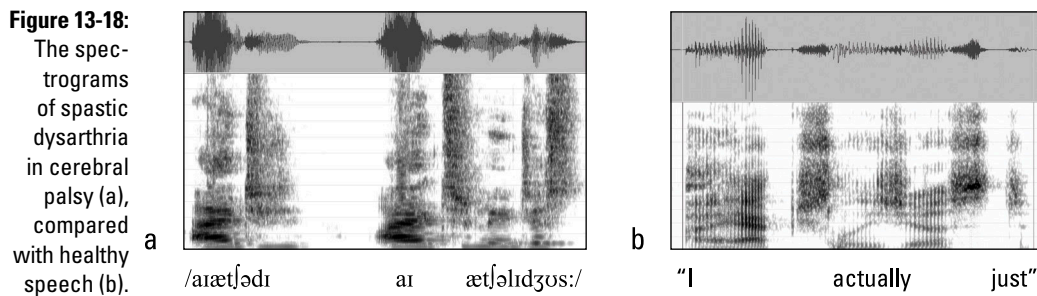 Figure 13-18:
The spec-
trograms
of spastic
dysarthria
in cerebral
palsy (a),
compared
with healthy
speech (b).
a
b
/aɪætʃədɪ aɪ ætʃəlɪdʒʊs:/
“I actually just”